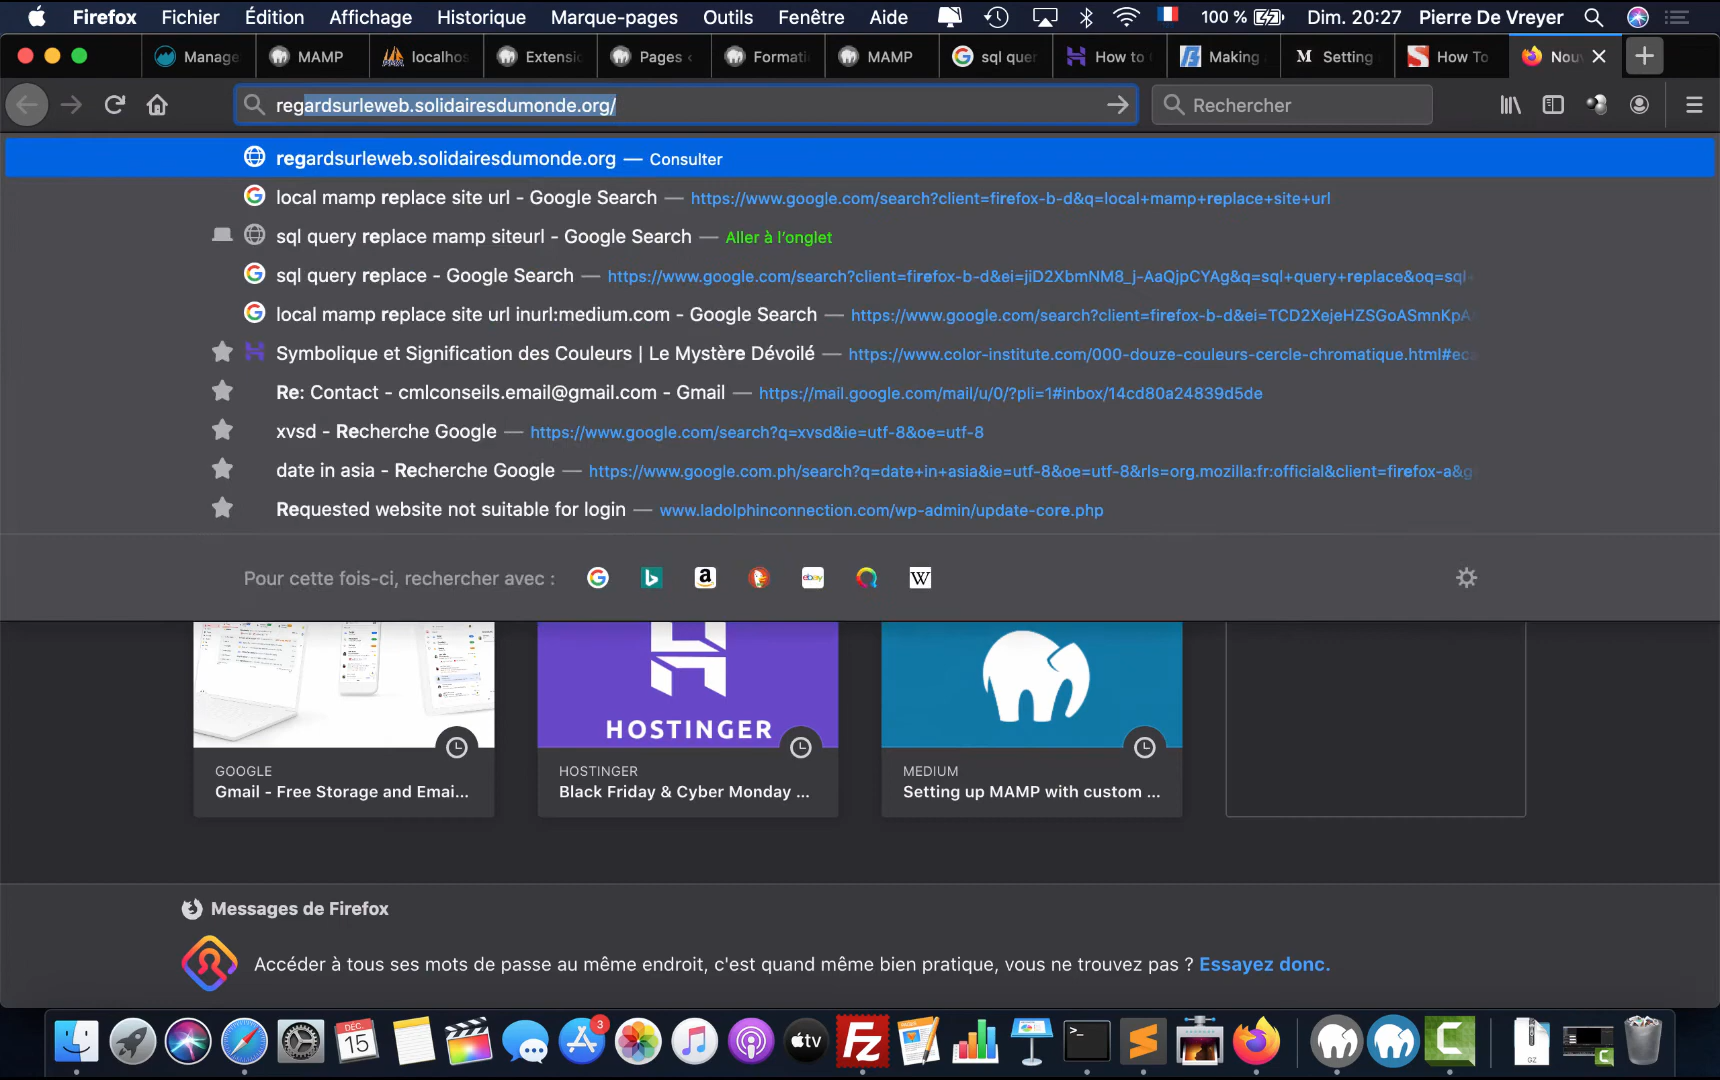 Firefox Fichier Édition Affichage Historique Marque-pages Outils Fenêtre Aide 100 % Dim. 20:27 Pierre De Vreyer
Manage MAMP localhos Extensic Pages ‹ Formati MAMP sql quer How to Making M Setting How To Nouv
regardsurleweb.solidairesdumonde.org/ Rechercher
regardsurleweb.solidairesdumonde.org — Consulter
local mamp replace site url - Google Search — https://www.google.com/search?client=firefox-b-d&q=local+mamp+replace+site+url
sql query replace mamp siteurl - Google Search — Aller à l'onglet
sql query replace - Google Search — https://www.google.com/search?client=firefox-b-d&ei=jiD2XbmNM8_j-AaQjpCYAg&q=sql+query+replace&oq=sql
local mamp replace site url inurl:medium.com - Google Search — https://www.google.com/search?client=firefox-b-d&ei=TCD2XejeHZSGoASmnKpA
Symbolique et Signification des Couleurs | Le Mystère Dévoilé — https://www.color-institute.com/000-douze-couleurs-cercle-chromatique.html#eca
Re: Contact - cmlconseils.email@gmail.com - Gmail — https://mail.google.com/mail/u/0/?pli=1#inbox/14cd80a24839d5de
xvsd - Recherche Google — https://www.google.com/search?q=xvsd&ie=utf-8&oe=utf-8
date in asia - Recherche Google — https://www.google.com.ph/search?q=date+in+asia&ie=utf-8&oe=utf-8&rls=org.mozilla:fr:official&client=firefox-a&g
Requested website not suitable for login — www.ladolphinconnection.com/wp-admin/update-core.php
Pour cette fois-ci, rechercher avec : G b a ebay W
HOSTINGER
GOOGLE
Gmail - Free Storage and Emai...
HOSTINGER
Black Friday & Cyber Monday ...
MEDIUM
Setting up MAMP with custom ...
Messages de Firefox
Accéder à tous ses mots de passe au même endroit, c'est quand même bien pratique, vous ne trouvez pas ? Essayez donc.
DÉC. 15 3 tv Fz >_ S C GZ C